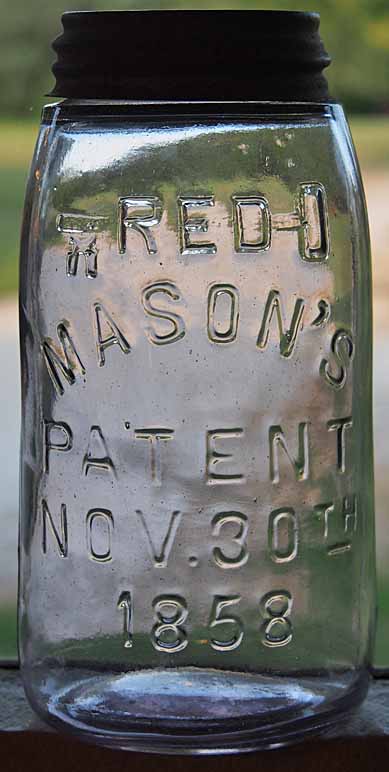 RED
MASON'S
PATENT
NOV.30TH
1858